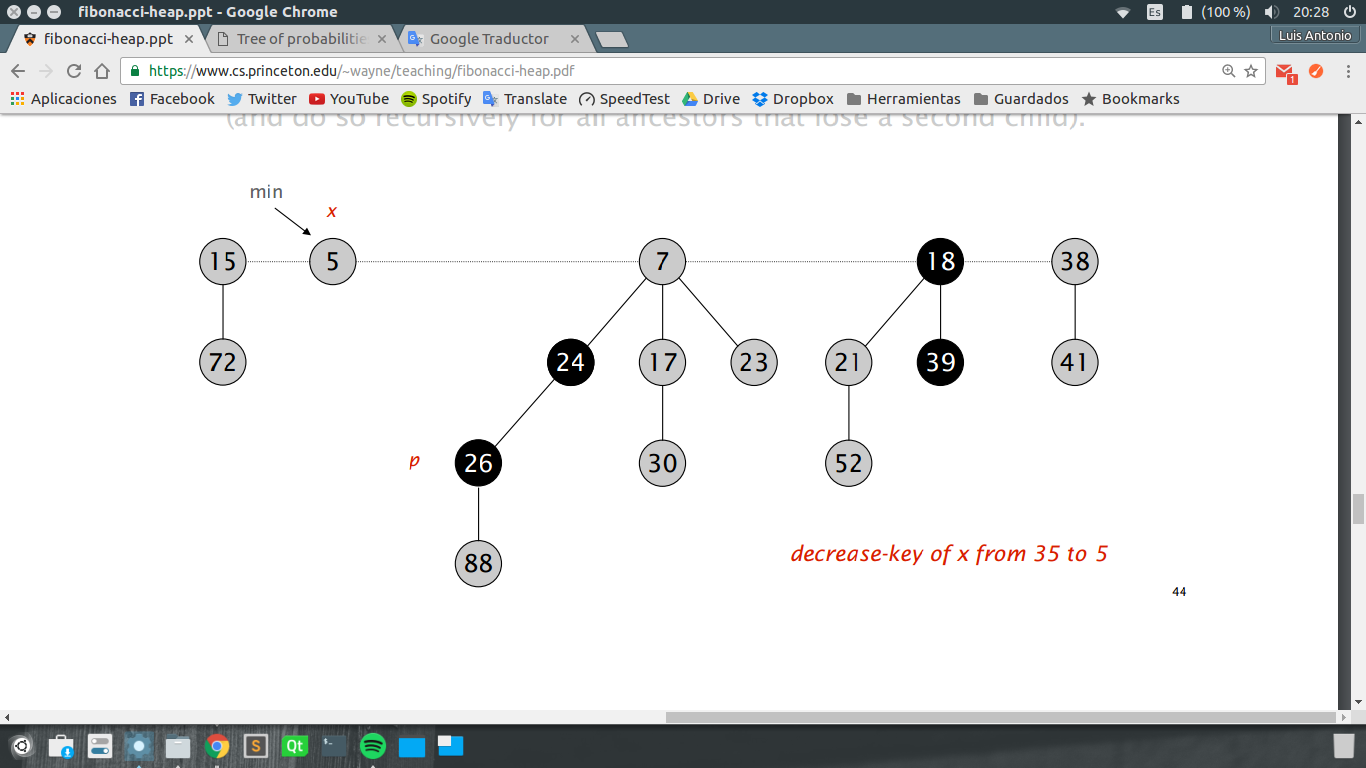 fibonacci-heap.ppt - Google Chrome
Es (100 %) 20:28
fibonacci-heap.ppt × Tree of probabilitie × Google Traductor × Luis Antonio
https://www.cs.princeton.edu/~wayne/teaching/fibonacci-heap.pdf 1
Aplicaciones Facebook Twitter YouTube Spotify Translate SpeedTest Drive Dropbox Herramientas Guardados Bookmarks
(and do so recursively for all ancestors that lose a second child).
min
x
15 5 7 18 38
72 24 17 23 21 39 41
p 26 30 52
88
decrease-key of x from 35 to 5
44
S Qt